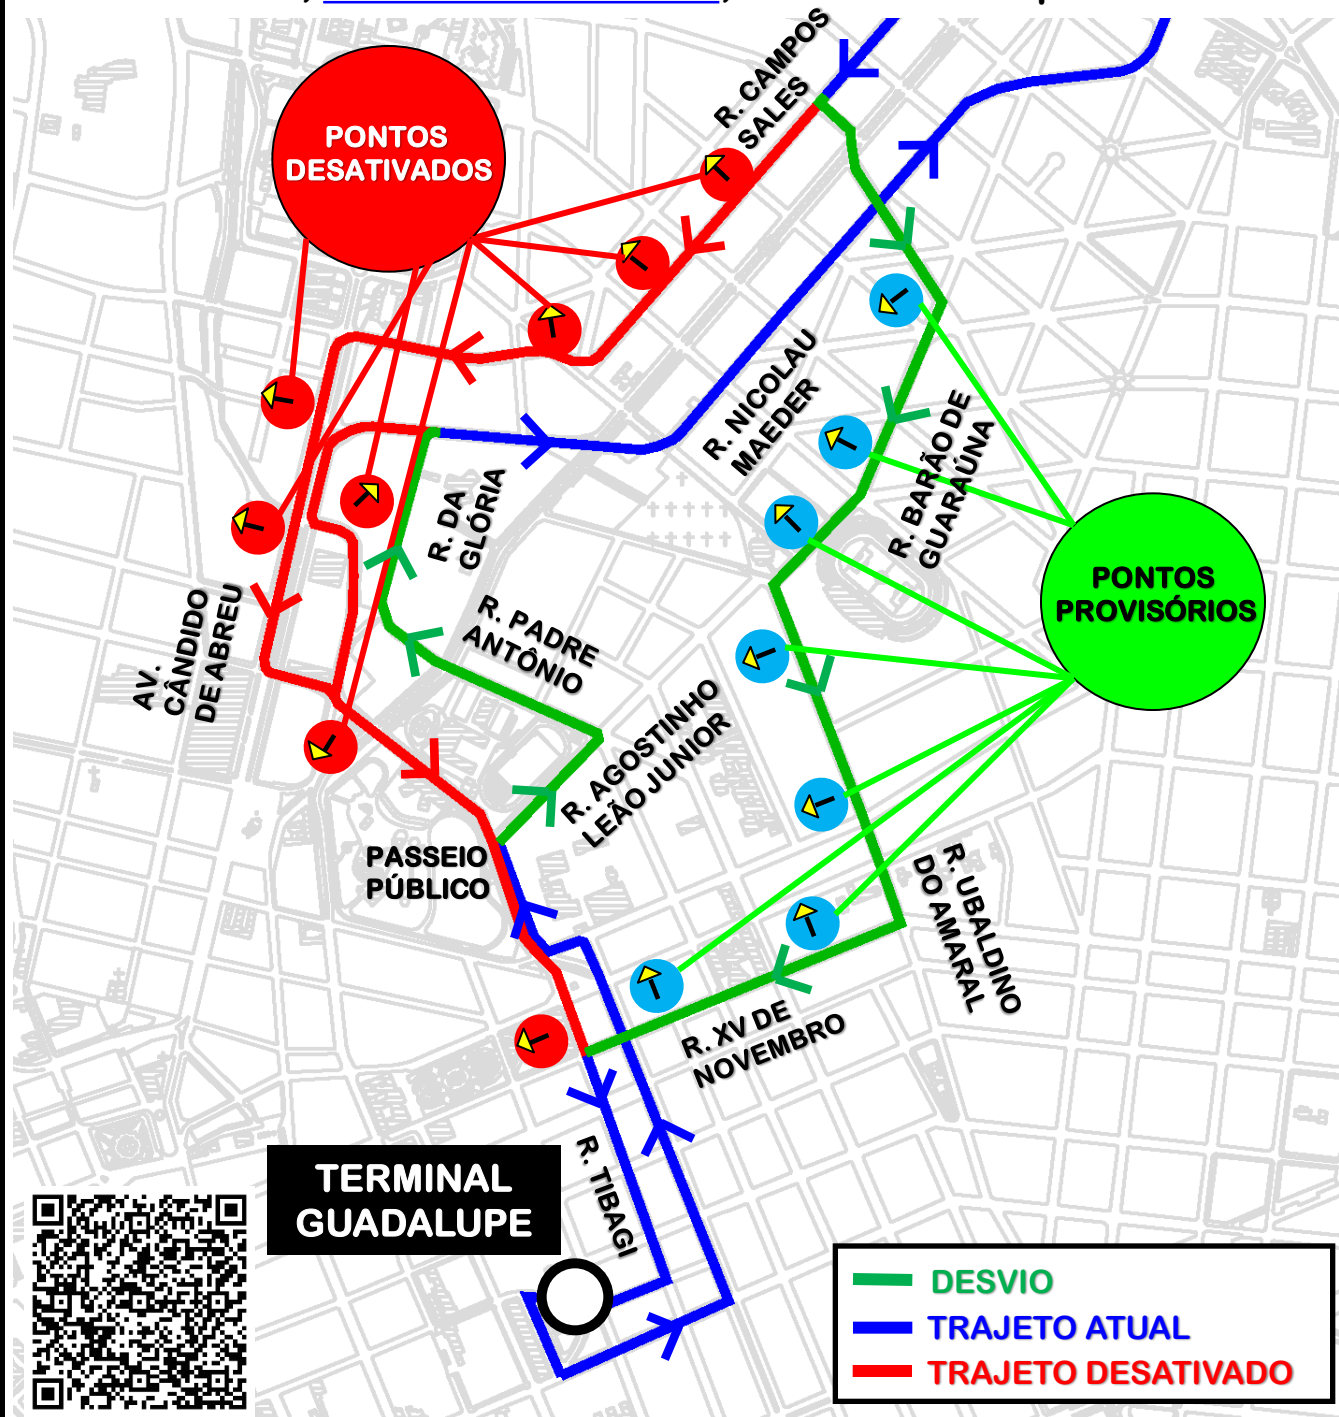 R. CAMPOS
SALES
PONTOS
DESATIVADOS
R. NICOLAU
MAEDER
R. BARÃO DE
GUARAÚNA
R. DA
GLÓRIA
PONTOS
PROVISÓRIOS
AV.
CÂNDIDO
DE ABREU
R. PADRE
ANTÔNIO
R. AGOSTINHO
LEÃO JUNIOR
PASSEIO
PÚBLICO
R. UBALDINO
DO AMARAL
R. XV DE
NOVEMBRO
R. TIBAGI
TERMINAL
GUADALUPE
DESVIO
TRAJETO ATUAL
TRAJETO DESATIVADO